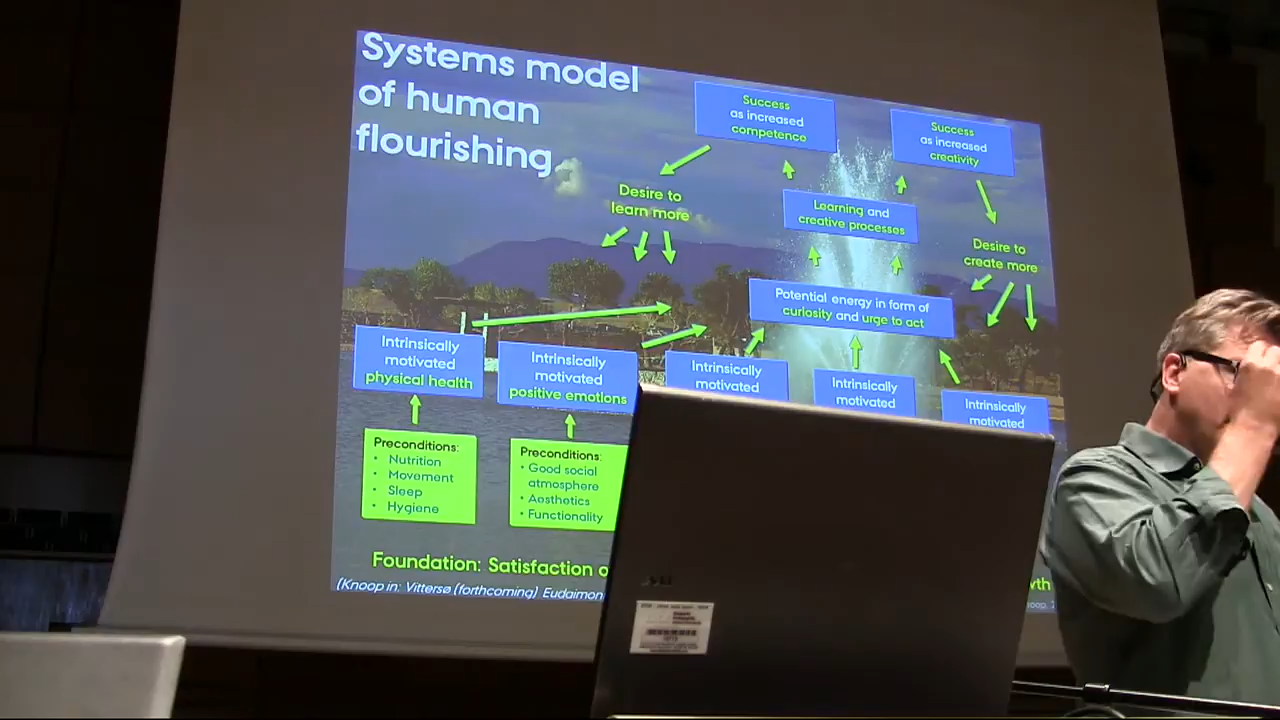 Systems model
of human
flourishing
Success
as increased
competence
Success
as increased
creativity
Desire to
learn more
Learning and
creative processes
Desire to
create more
Potential energy in form of
curiosity and urge to act
Intrinsically
motivated
physical health
Intrinsically
motivated
positive emotions
Intrinsically
motivated
Intrinsically
motivated
Intrinsically
motivated
Preconditions:
• Nutrition
• Movement
• Sleep
• Hygiene
Preconditions:
• Good social
atmosphere
• Aesthetics
• Functionality
Foundation: Satisfaction o
(Knoop in: Vittersø (forthcoming) Eudaimon